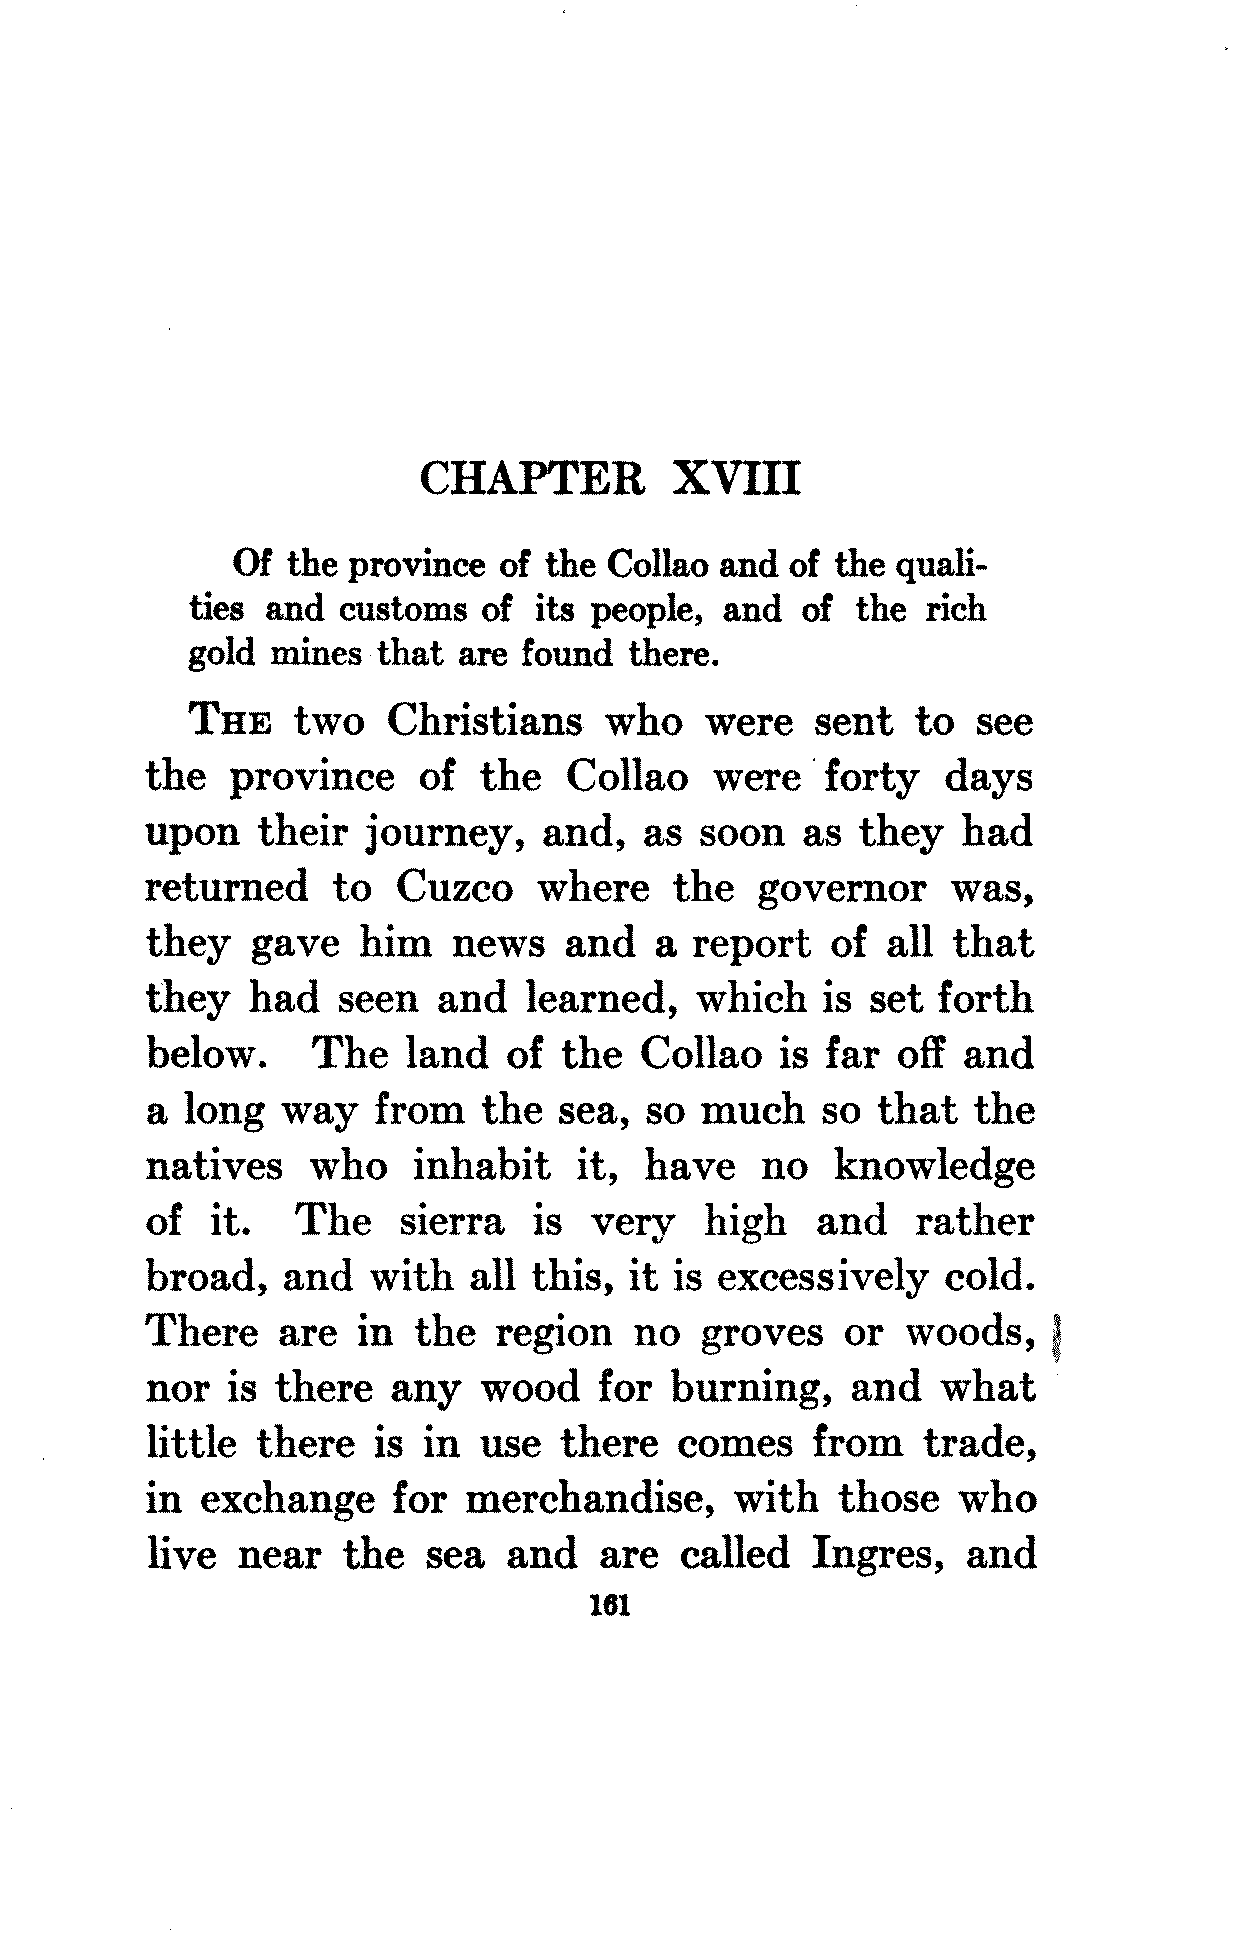 CHAPTER XVIII
Of the province of the Collao and of the quali-
ties and customs of its people, and of the rich
gold mines that are found there.
THE two Christians who were sent to see
the province of the Collao were forty days
upon their journey, and, as soon as they had
returned to Cuzco where the governor was,
they gave him news and a report of all that
they had seen and learned, which is set forth
below. The land of the Collao is far off and
a long way from the sea, so much so that the
natives who inhabit it, have no knowledge
of it. The sierra is very high and rather
broad, and with all this, it is excessively cold.
There are in the region no groves or woods,
nor is there any wood for burning, and what
little there is in use there comes from trade,
in exchange for merchandise, with those who
live near the sea and are called Ingres, and
161